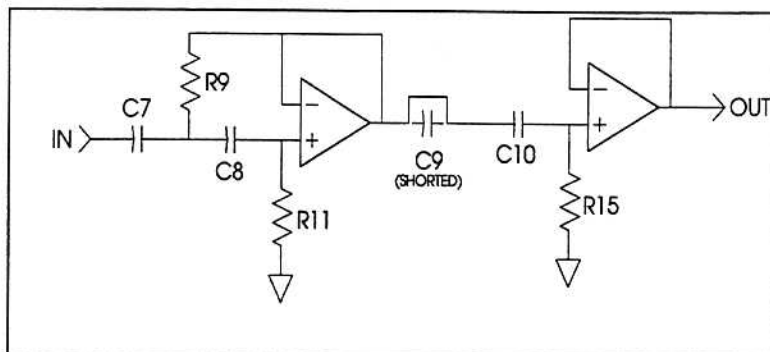 R9
C7
IN
C8
R11
C9
(SHORTED)
C10
R15
OUT